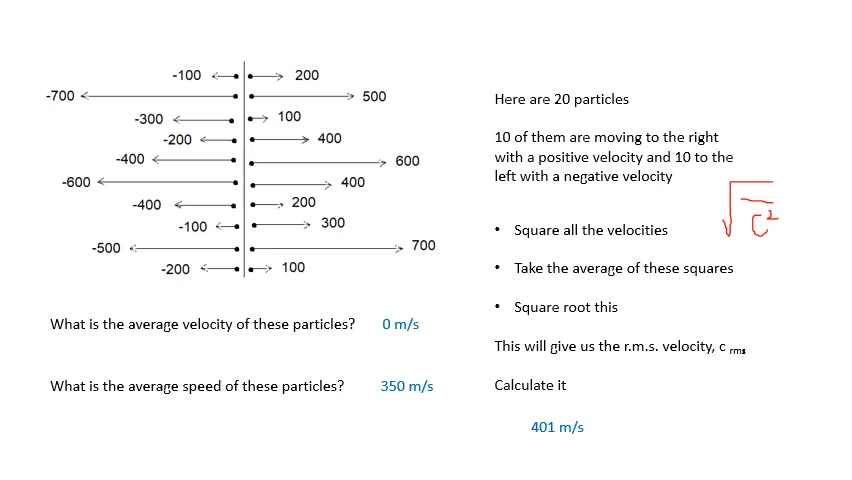 -100 200
-700 500
-300 100
-200 400
-400 600
-600 400
-400 200
-100 300
-500 700
-200 100
What is the average velocity of these particles? 0 m/s
What is the average speed of these particles? 350 m/s
Here are 20 particles
10 of them are moving to the right
with a positive velocity and 10 to the
left with a negative velocity
√c̅²
• Square all the velocities
• Take the average of these squares
• Square root this
This will give us the r.m.s. velocity, c rms
Calculate it
401 m/s